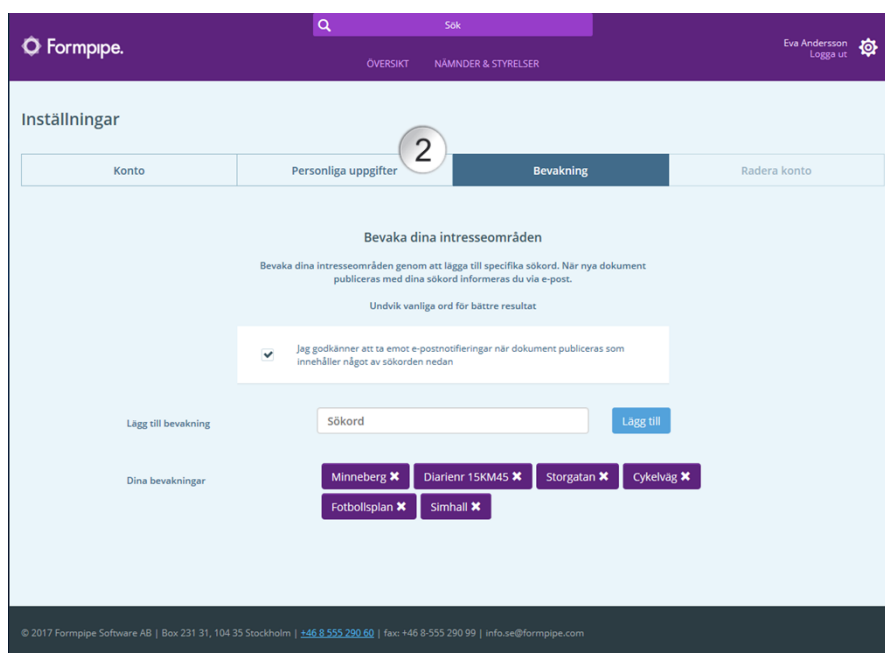 Sök
Formpipe.
Eva Andersson
Logga ut
ÖVERSIKT NÄMNDER & STYRELSER
Inställningar
2
Konto Personliga uppgifter Bevakning Radera konto
Bevaka dina intresseområden
Bevaka dina intresseområden genom att lägga till specifika sökord. När nya dokument
publiceras med dina sökord informeras du via e-post.
Undvik vanliga ord för bättre resultat
Jag godkänner att ta emot e-postnotifieringar när dokument publiceras som
innehåller något av sökorden nedan
Lägg till bevakning Sökord Lägg till
Dina bevakningar Minneberg ✖ Diarienr 15KM45 ✖ Storgatan ✖ Cykelväg ✖
Fotbollsplan ✖ Simhall ✖
© 2017 Formpipe Software AB | Box 231 31, 104 35 Stockholm | +46 8 555 290 60 | fax: +46 8-555 290 99 | info.se@formpipe.com